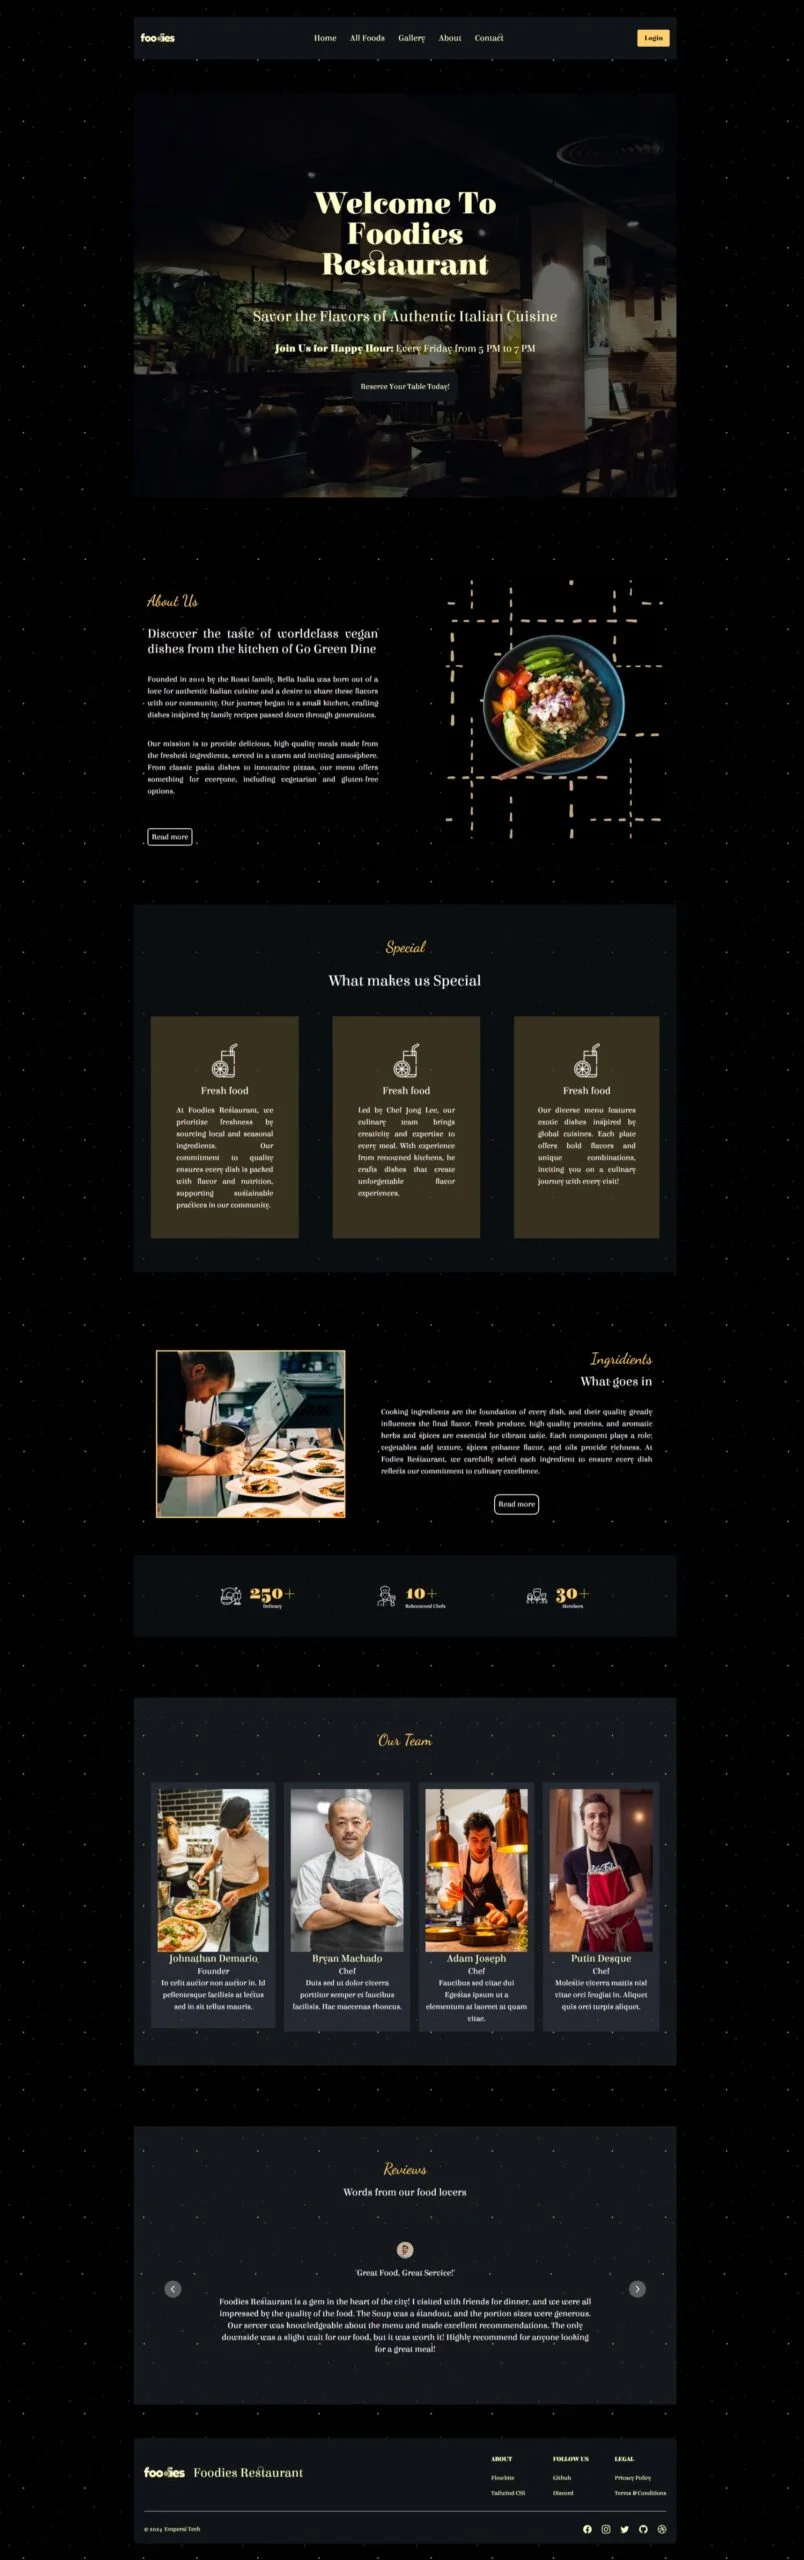 foodies
Home
All Foods
Gallery
About
Contact
Login
Welcome To
Foodies
Restaurant
Savor the Flavors of Authentic Italian Cuisine
Join Us for Happy Hour: Every Friday from 5 PM to 7 PM
Reserve Your Table Today!
About Us
Discover the taste of worldclass vegan
dishes from the kitchen of Go Green Dine
Founded in 2010 by the Rossi family, Bella Italia was born out of a
love for authentic Italian cuisine and a desire to share these flavors
with our community. Our journey began in a small kitchen, crafting
dishes inspired by family recipes passed down through generations.
Our mission is to provide delicious, high-quality meals made from
the freshest ingredients, served in a warm and inviting atmosphere.
From classic pasta dishes to innovative pizzas, our menu offers
something for everyone, including vegetarian and gluten-free
options.
Read more
Special
What makes us Special
Fresh food
At Foodies Restaurant, we
prioritize freshness by
sourcing local and seasonal
ingredients. Our
commitment to quality
ensures every dish is packed
with flavor and nutrition,
supporting sustainable
practices in our community.
Fresh food
Led by Chef Jong Lee, our
culinary team brings
creativity and expertise to
every meal. With experience
from renowned kitchens, he
crafts dishes that create
unforgettable flavor
experiences.
Fresh food
Our diverse menu features
exotic dishes inspired by
global cuisines. Each plate
offers bold flavors and
unique combinations,
inviting you on a culinary
journey with every visit!
Ingridients
What goes in
Cooking ingredients are the foundation of every dish, and their quality greatly
influences the final flavor. Fresh produce, high-quality proteins, and aromatic
herbs and spices are essential for vibrant taste. Each component plays a role;
vegetables add texture, spices enhance flavor, and oils provide richness. At
Fodies Restaurant, we carefully select each ingredient to ensure every dish
reflects our commitment to culinary excellence.
Read more
250+
Delicacy
10+
Reknowned Chefs
30+
Members
Our Team
Johnathan Demario
Founder
In velit auctor non auctor in. Id
pellentesque facilisis at lectus
sed in sit tellus mauris.
Bryan Machado
Chef
Duis sed ut dolor viverra
porttitor semper et faucibus
facilisis. Hac maecenas rhoncus.
Adam Joseph
Chef
Faucibus sed vitae dui
Egestas ipsum ut a
elementum at laoreet at quam
vitae.
Putin Desque
Chef
Molestie viverra mattis nisl
vitae orci feugiat in. Aliquet
quis orci turpis aliquet.
Reviews
Words from our food lovers
"Great Food, Great Service!"
Foodies Restaurant is a gem in the heart of the city! I visited with friends for dinner, and we were all
impressed by the quality of the food. The Soup was a standout, and the portion sizes were generous.
Our server was knowledgeable about the menu and made excellent recommendations. The only
downside was a slight wait for our food, but it was worth it! Highly recommend for anyone looking
for a great meal!
foodies
Foodies Restaurant
ABOUT
Flowbite
Tailwind CSS
FOLLOW US
Github
Discord
LEGAL
Privacy Policy
Terms & Conditions
© 2024 Emperal Tech